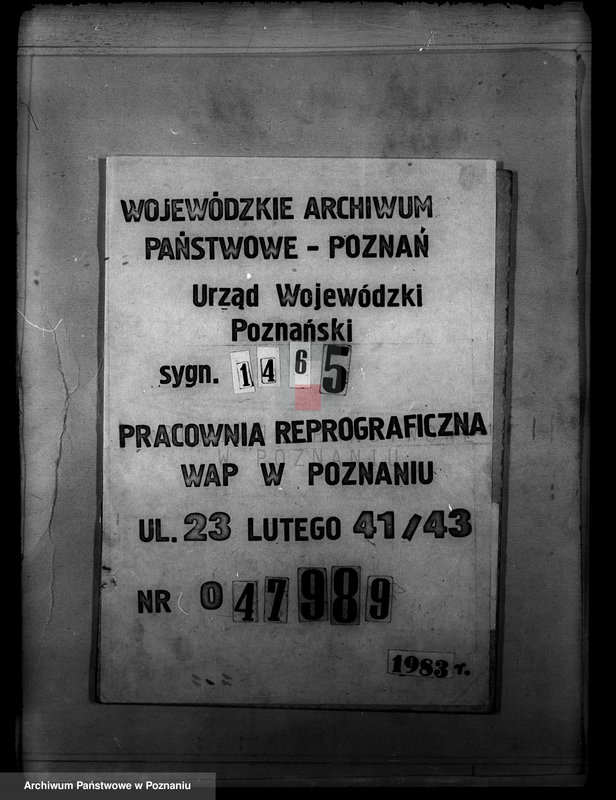 WOJEWÓDZKIE ARCHIWUM
PAŃSTWOWE - POZNAŃ
Urząd Wojewódzki
Poznański
sygn. 1465
PRACOWNIA REPROGRAFICZNA
W POZNANIU
WAP W POZNANIU
UL. 23 LUTEGO 41/43
NR 047989
1983 r.
Archiwum Państwowe w Poznaniu